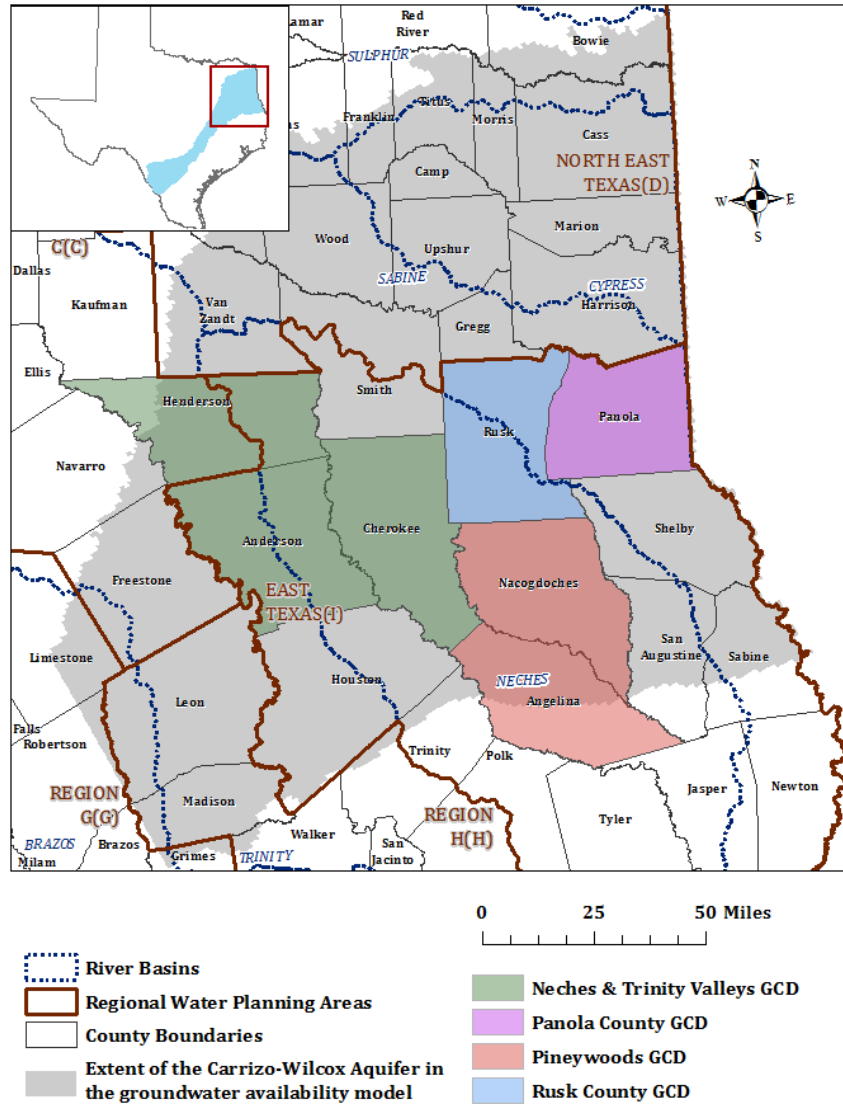 amar
Red
River
Bowie
SULPHUR
Titus
Franklin
Morris
as
Cass
Camp
NORTH EAST
TEXAS(D)
N
W E
S
Marion
Wood
Upshur
C(C)
Dallas
SABINE
CYPRESS
Harrison
Kaufman
Van
Zandt
Gregg
Ellis
Smith
Henderson
Panola
Rusk
Navarro
Shelby
Cherokee
Anderson
Freestone
Nacogdoches
EAST
TEXAS(I)
San
Augustine
Sabine
Limestone
Houston
NECHES
Angelina
Leon
Falls
Robertson
Trinity
Polk
Jasper
Newton
REGION
G(G)
Madison
REGION
H(H)
Tyler
Walker
BRAZOS
Brazos
San
Jacinto
Milam
Grimes
TRINITY
0 25 50 Miles
River Basins
Regional Water Planning Areas
County Boundaries
Extent of the Carrizo-Wilcox Aquifer in
the groundwater availability model
Neches & Trinity Valleys GCD
Panola County GCD
Pineywoods GCD
Rusk County GCD